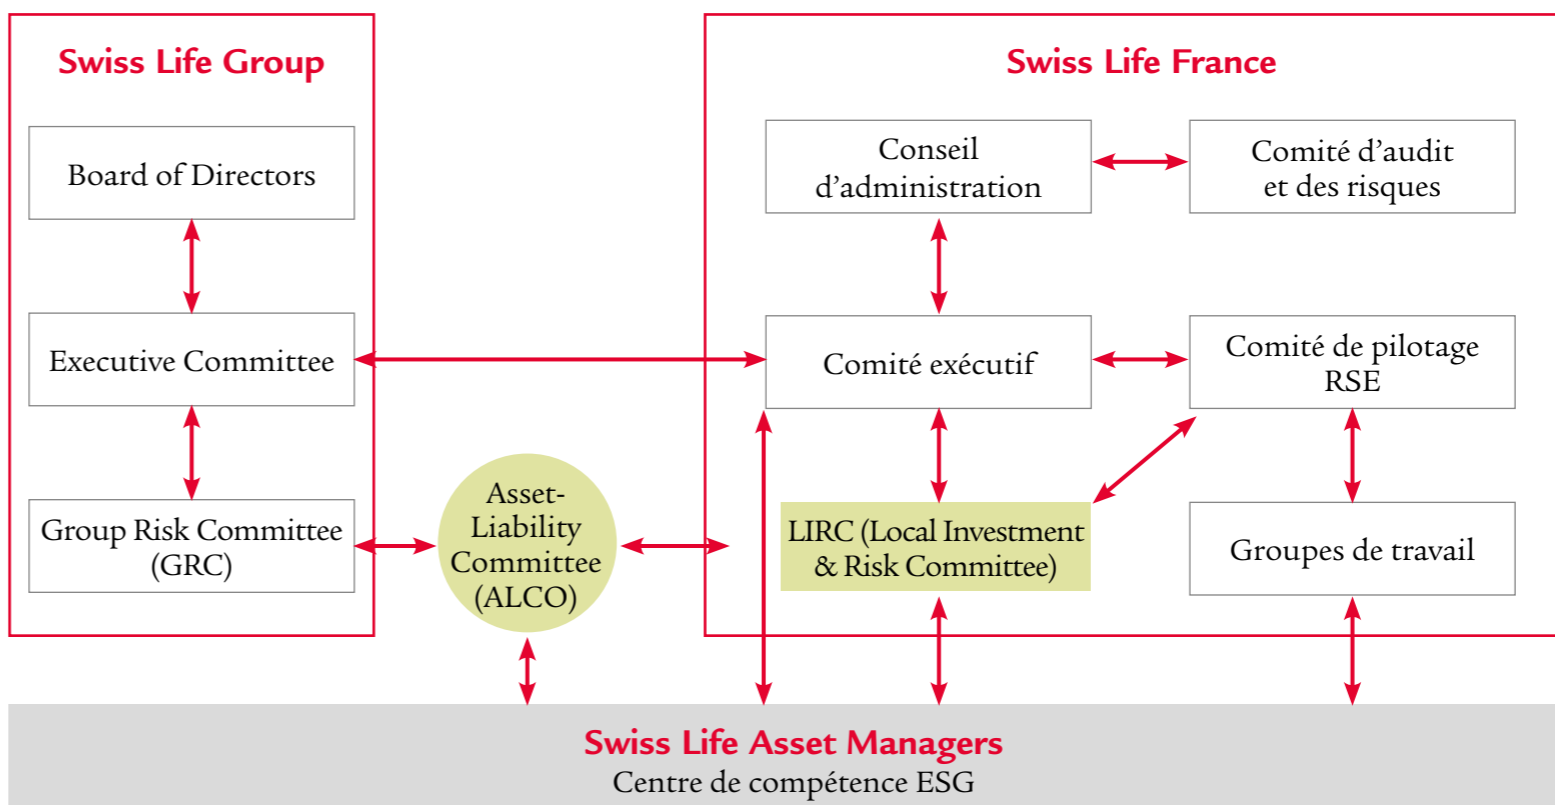 Swiss Life Group
Board of Directors
Executive Committee
Group Risk Committee
(GRC)
Asset-
Liability
Committee
(ALCO)
Swiss Life France
Conseil
d’administration
Comité d’audit
et des risques
Comité exécutif
Comité de pilotage
RSE
LIRC (Local Investment
& Risk Committee)
Groupes de travail
Swiss Life Asset Managers
Centre de compétence ESG